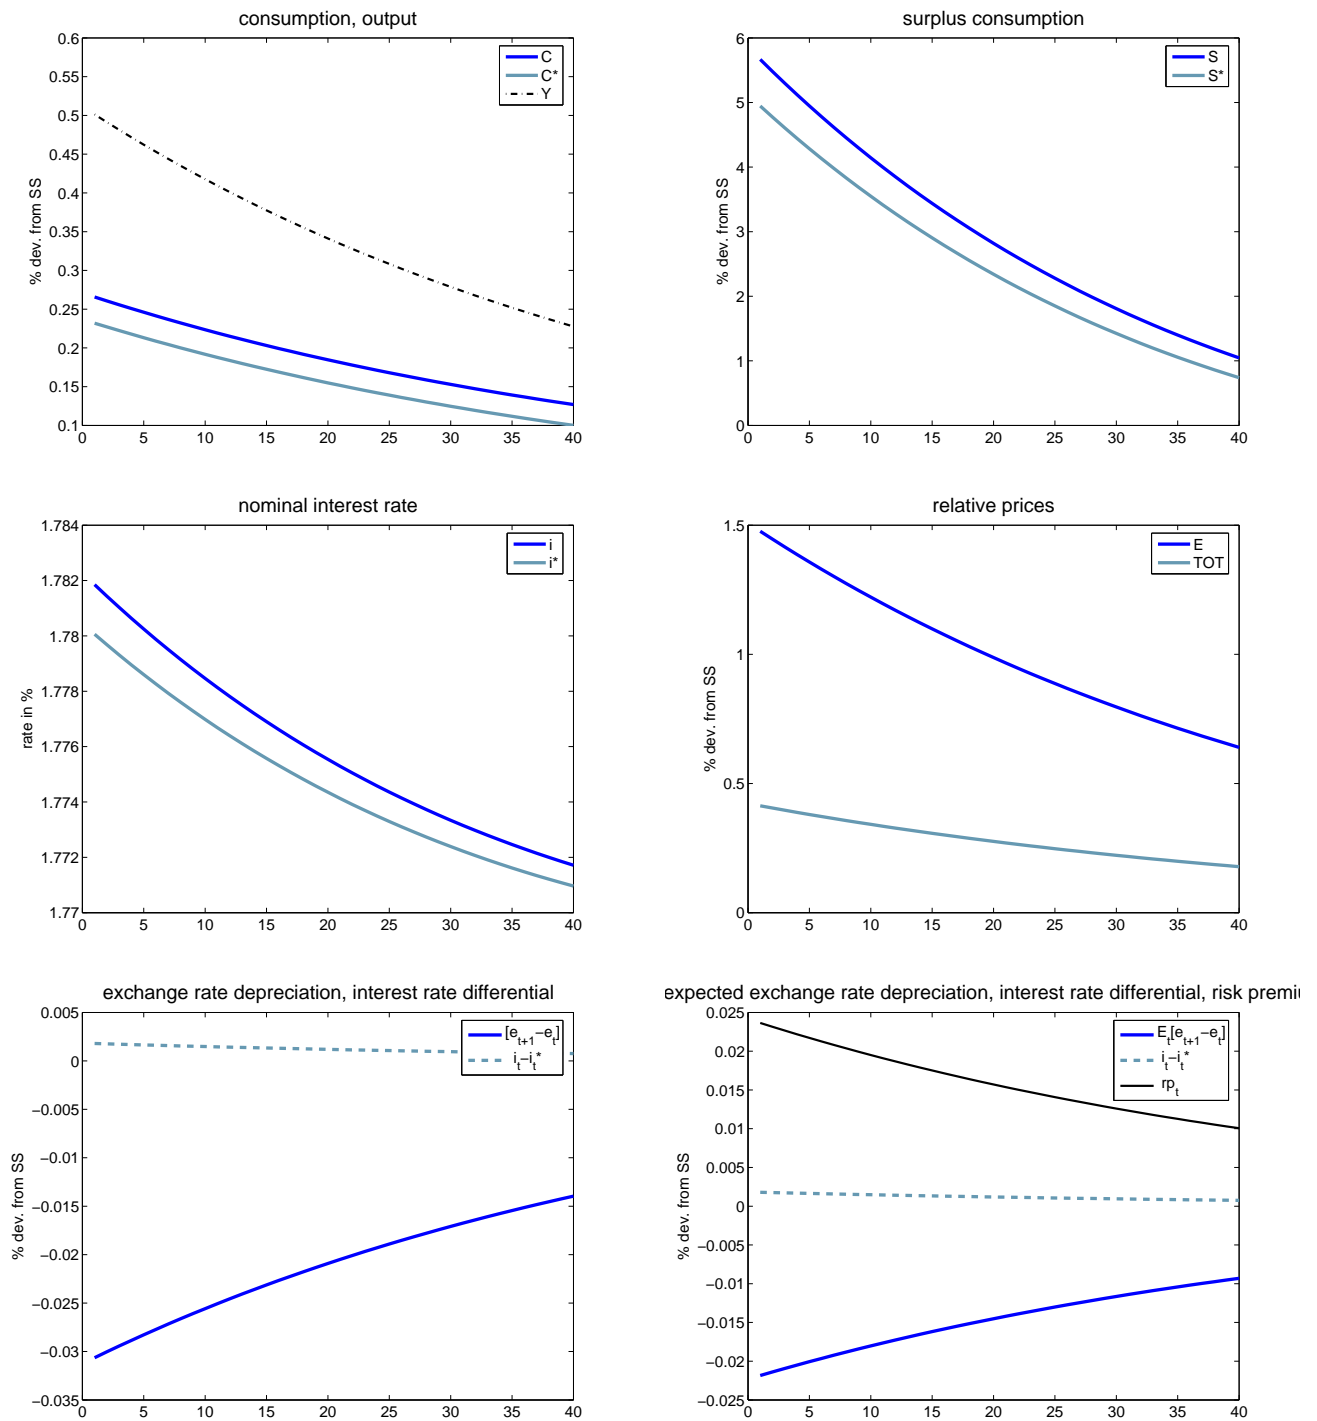 consumption, output
% dev. from SS
0.6
0.55
0.5
0.45
0.4
0.35
0.3
0.25
0.2
0.15
0.1
0 5 10 15 20 25 30 35 40
C
C*
Y
surplus consumption
% dev. from SS
6
5
4
3
2
1
0
0 5 10 15 20 25 30 35 40
S
S*
nominal interest rate
rate in %
1.784
1.782
1.78
1.778
1.776
1.774
1.772
1.77
0 5 10 15 20 25 30 35 40
i
i*
relative prices
% dev. from SS
1.5
1
0.5
0
0 5 10 15 20 25 30 35 40
E
TOT
exchange rate depreciation, interest rate differential
% dev. from SS
0.005
0
−0.005
−0.01
−0.015
−0.02
−0.025
−0.03
−0.035
0 5 10 15 20 25 30 35 40
[e_{t+1}−e_t]
i_t−i_t*
expected exchange rate depreciation, interest rate differential, risk premiu
% dev. from SS
0.025
0.02
0.015
0.01
0.005
0
−0.005
−0.01
−0.015
−0.02
−0.025
0 5 10 15 20 25 30 35 40
E_t[e_{t+1}−e_t]
i_t−i_t*
rp_t